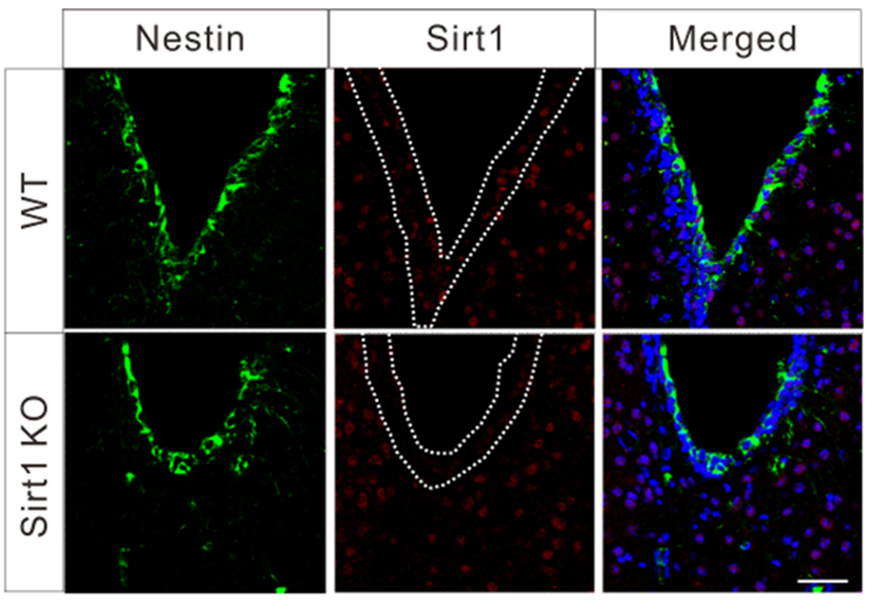 Nestin Sirt1 Merged
WT
Sirt1 KO